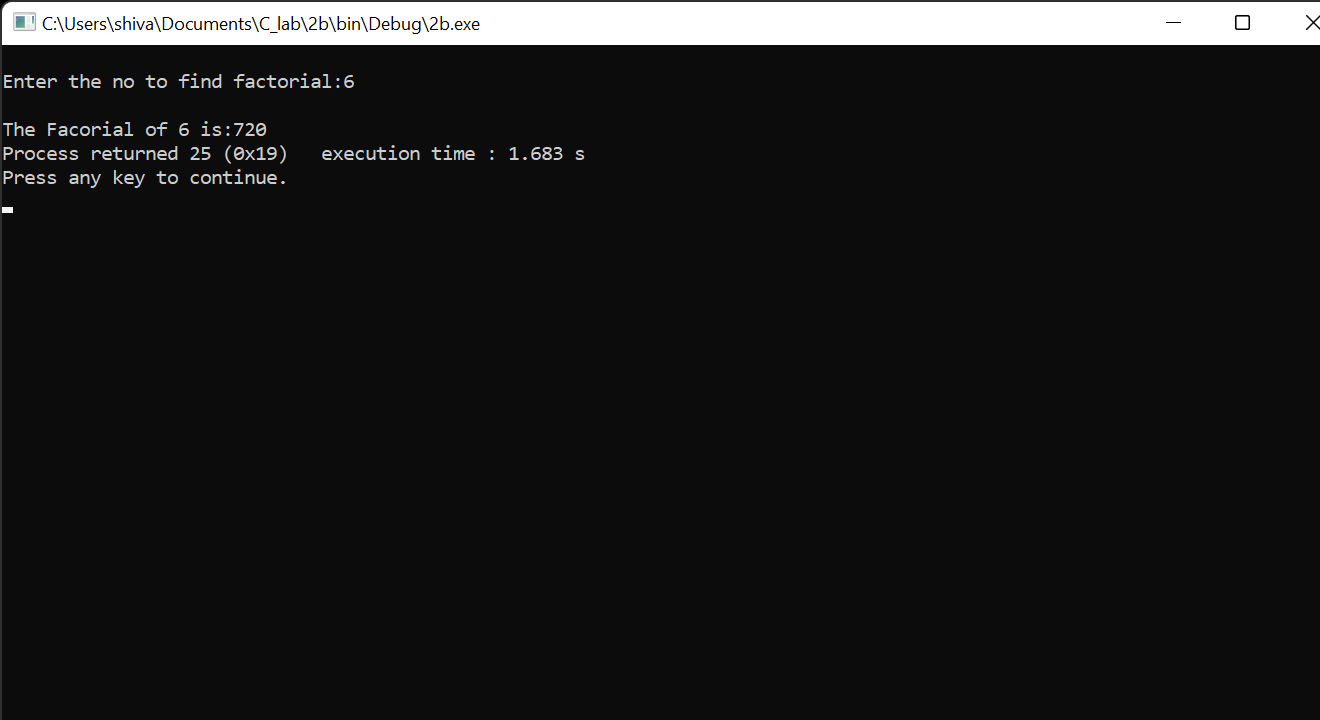 C:\Users\shiva\Documents\C_lab\2b\bin\Debug\2b.exe
Enter the no to find factorial:6
The Facorial of 6 is:720
Process returned 25 (0x19)   execution time : 1.683 s
Press any key to continue.